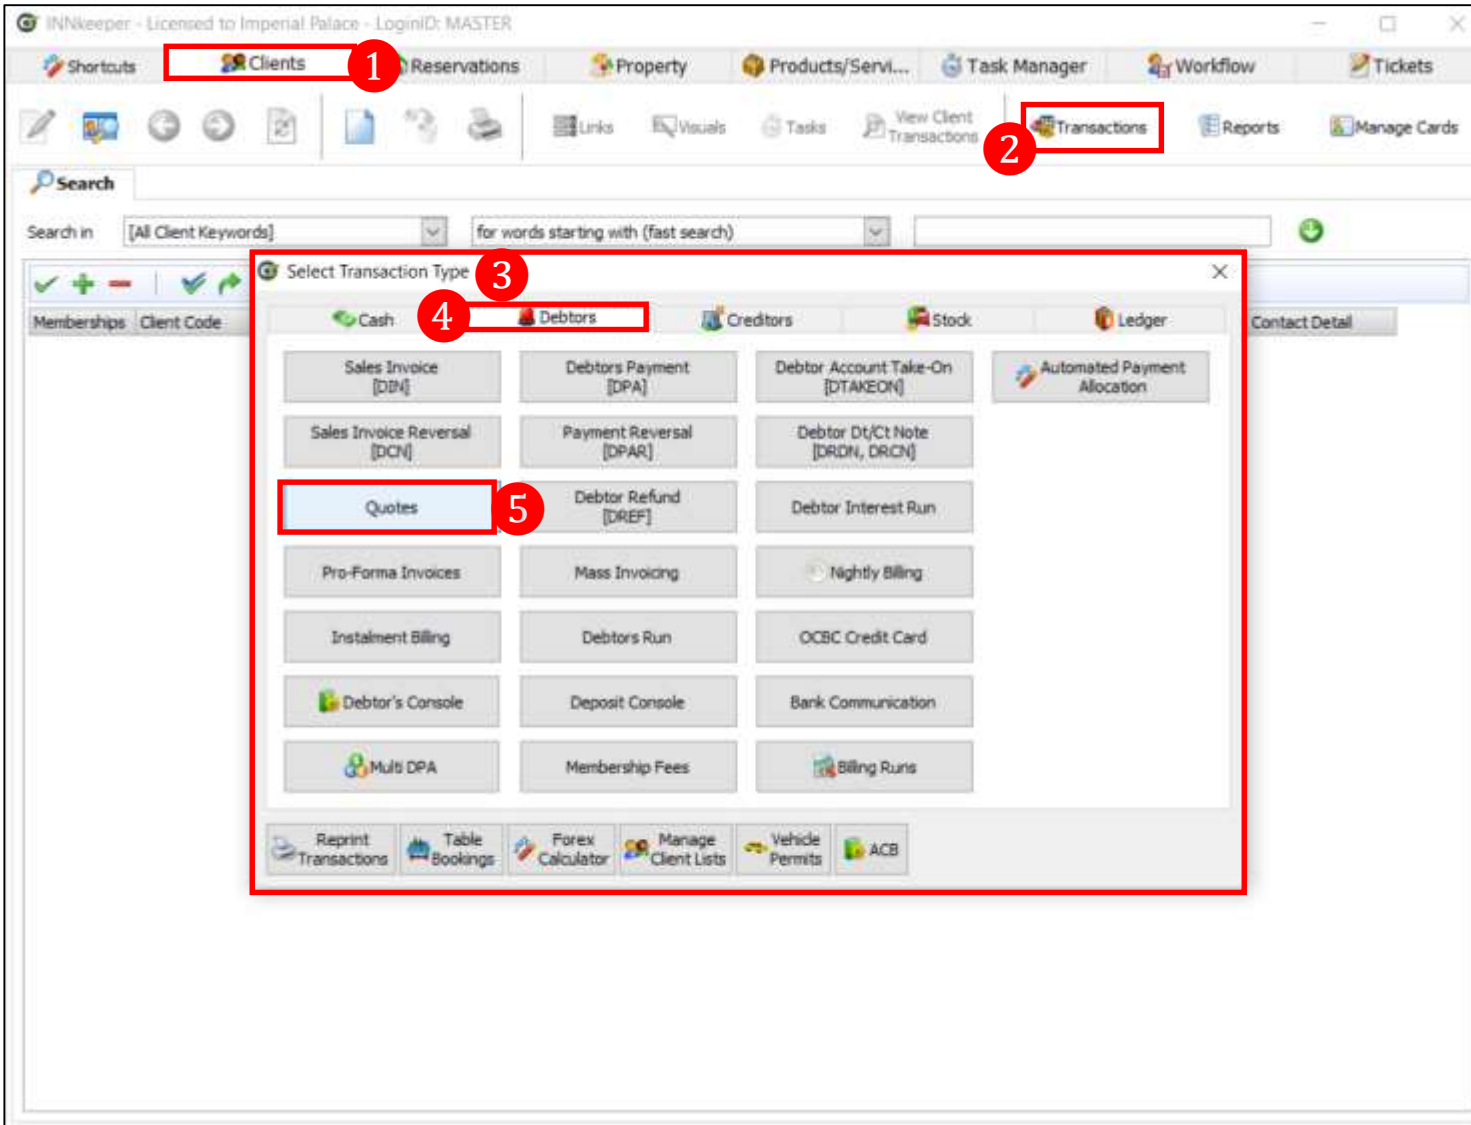 INNkeeper - Licensed to Imperial Palace - LoginID: MASTER
Shortcuts
Clients
1
Reservations
Property
Products/Servi...
Task Manager
Workflow
Tickets
Links
Visuals
Tasks
View Client
Transactions
2
Transactions
Reports
Manage Cards
Search
Search in
[All Client Keywords]
for words starting with (fast search)
Select Transaction Type
3
Memberships
Client Code
Contact Detail
Cash
4
Debtors
Creditors
Stock
Ledger
Sales Invoice
[DIN]
Debtors Payment
[DPA]
Debtor Account Take-On
[DTAKEON]
Automated Payment
Allocation
Sales Invoice Reversal
[DCN]
Payment Reversal
[DPAR]
Debtor Dt/Ct Note
[DRDN, DRCN]
Quotes
5
Debtor Refund
[DREF]
Debtor Interest Run
Pro-Forma Invoices
Mass Invoicing
Nightly Billing
Instalment Billing
Debtors Run
OCBC Credit Card
Debtor's Console
Deposit Console
Bank Communication
Multi DPA
Membership Fees
Billing Runs
Reprint
Transactions
Table
Bookings
Forex
Calculator
Manage
Client Lists
Vehicle
Permits
ACB